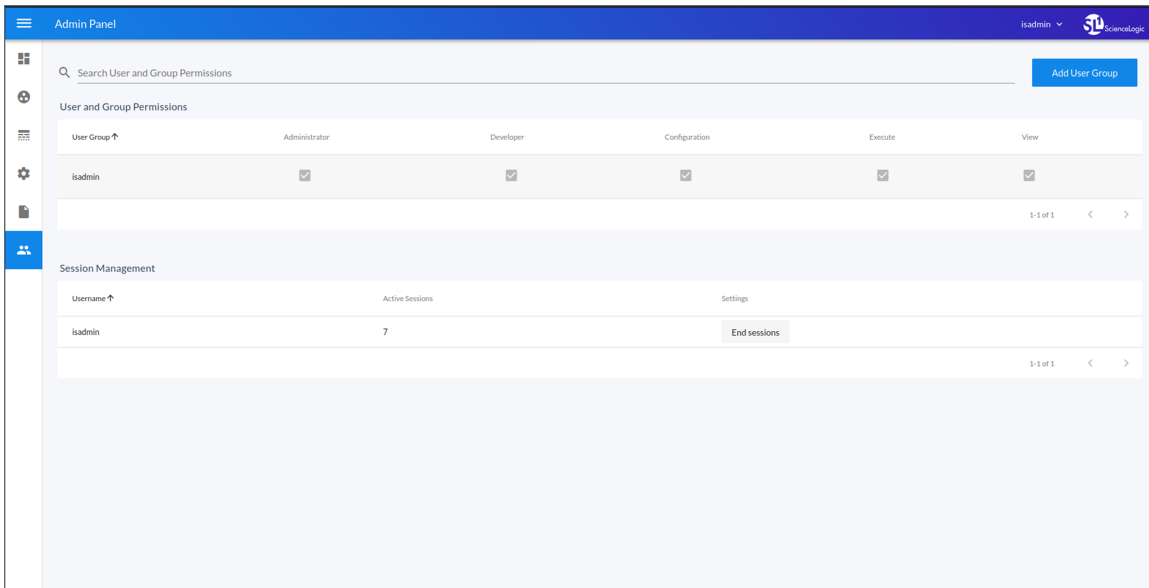 Admin Panel
isadmin
SL1 ScienceLogic
Search User and Group Permissions
Add User Group
User and Group Permissions
User Group Administrator Developer Configuration Execute View
isadmin
1-1 of 1
Session Management
Username Active Sessions Settings
isadmin 7 End sessions
1-1 of 1